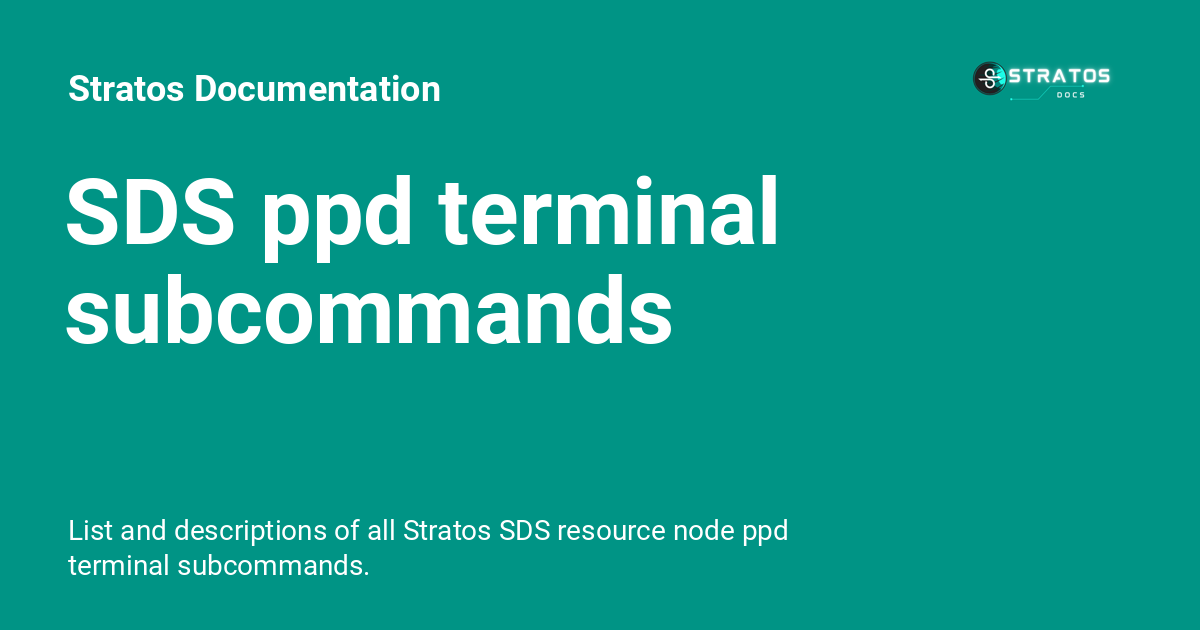 Stratos Documentation
STRATOS
DOCS
SDS ppd terminal
subcommands
List and descriptions of all Stratos SDS resource node ppd
terminal subcommands.